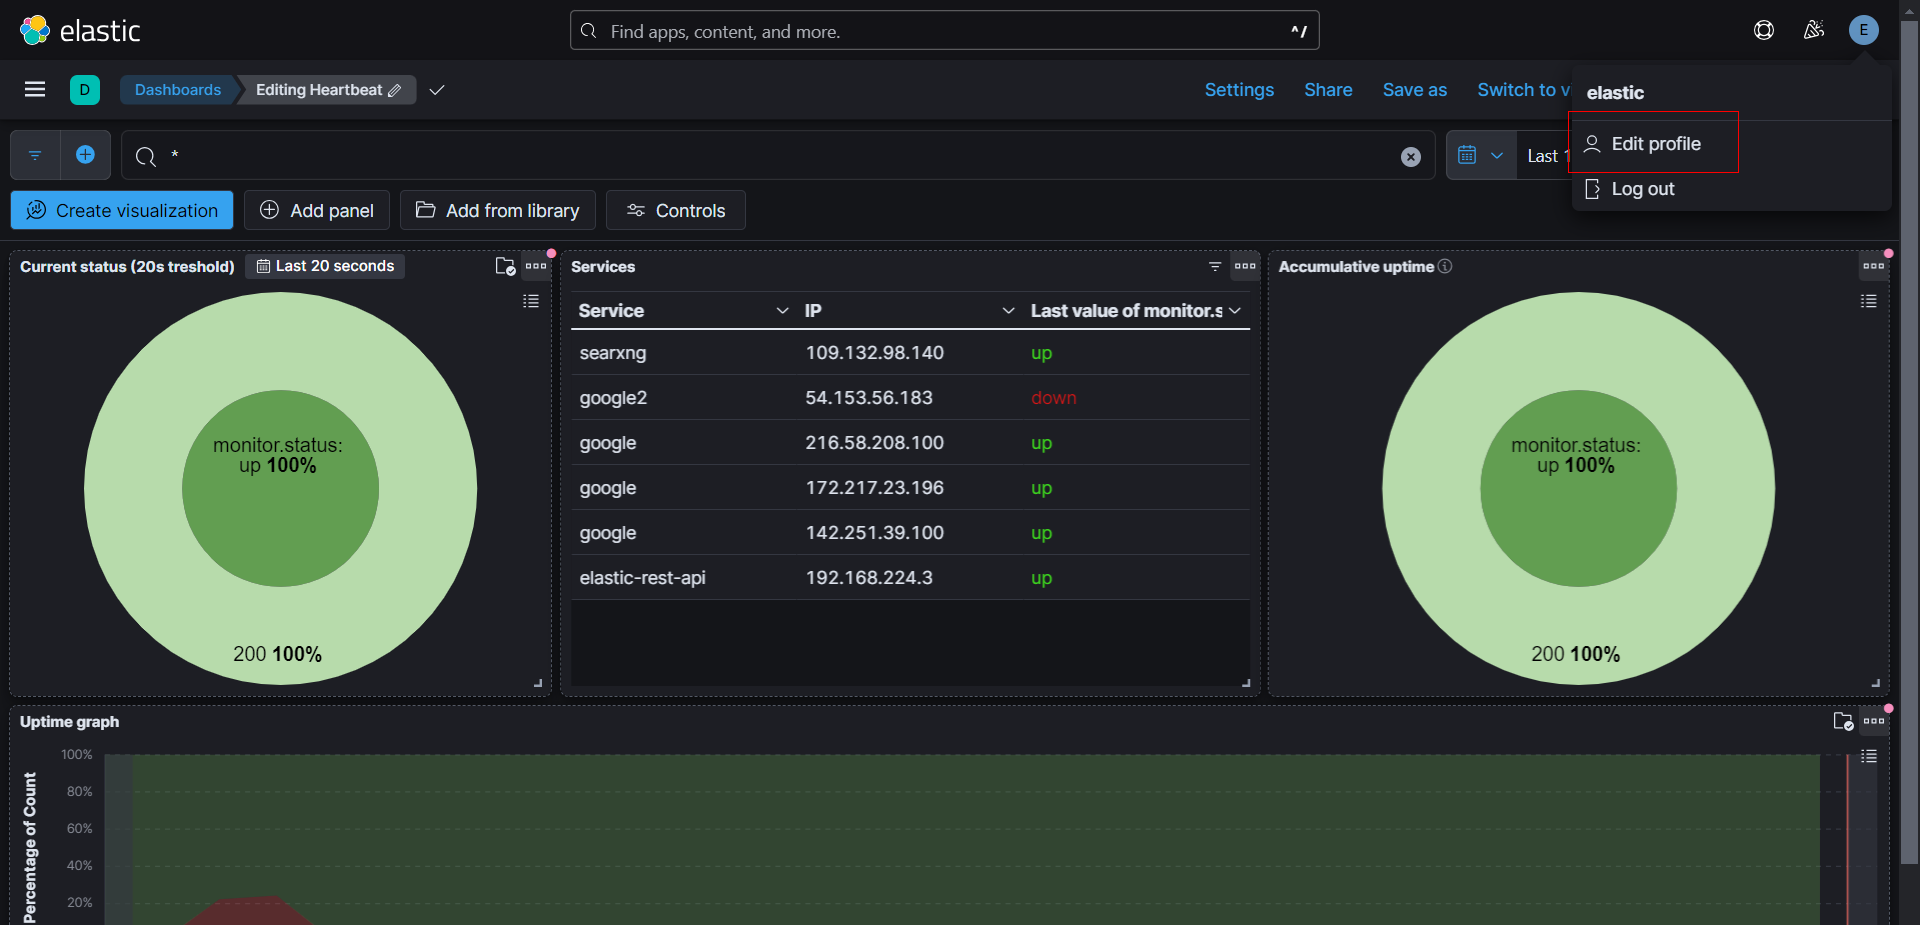 elastic
Find apps, content, and more.
^/
E
D
Dashboards
Editing Heartbeat
Settings
Share
Save as
Switch to v
elastic
Edit profile
Log out
*
Last 1
Create visualization
Add panel
Add from library
Controls
Current status (20s treshold)
Last 20 seconds
monitor.status:
up 100%
200 100%
Services
Service IP Last value of monitor.s
searxng 109.132.98.140 up
google2 54.153.56.183 down
google 216.58.208.100 up
google 172.217.23.196 up
google 142.251.39.100 up
elastic-rest-api 192.168.224.3 up
Accumulative uptime
monitor.status:
up 100%
200 100%
Uptime graph
Percentage of Count
100%
80%
60%
40%
20%